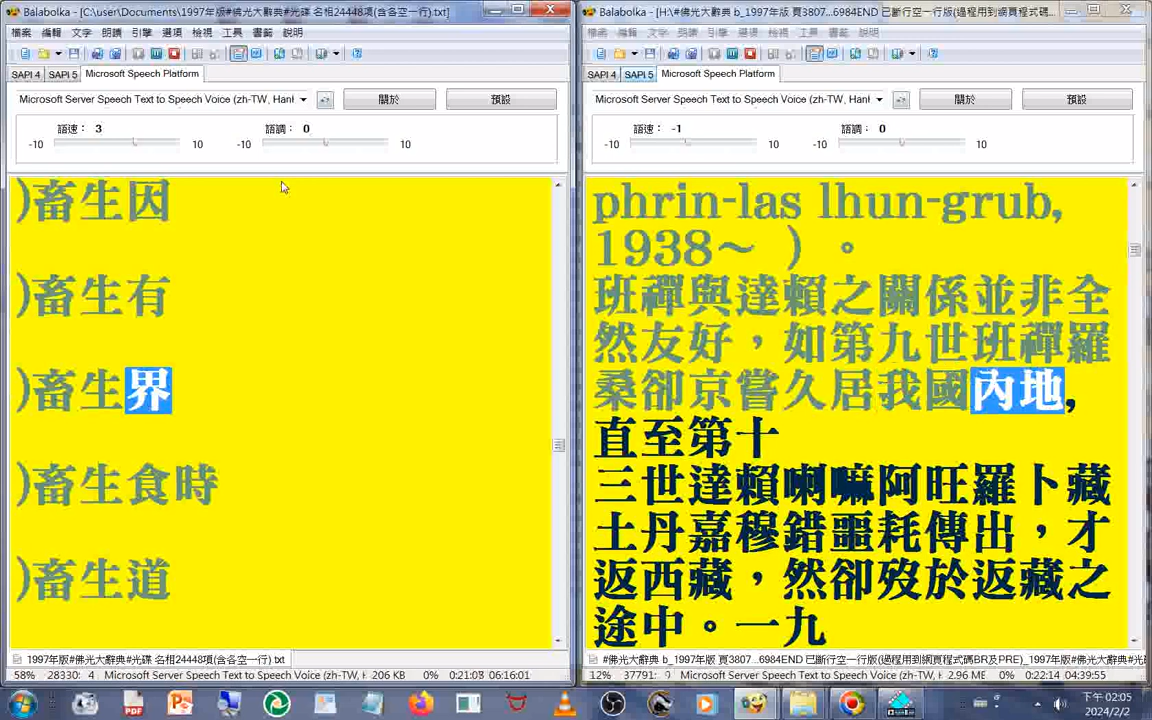 Balabolka - [C:\user\Documents\1997年版#佛光大辭典#光碟 名相24448項(含各空一行).txt]
檔案 編輯 文字 朗讀 引擎 選項 檢視 工具 書籤 說明
SAPI 4 SAPI 5 Microsoft Speech Platform
Microsoft Server Speech Text to Speech Voice (zh-TW, Hanl
關於 預設
語速： 3 語調： 0
-10 10 -10 10
)畜生因
)畜生有
)畜生界
)畜生食時
)畜生道
1997年版#佛光大辭典#光碟 名相24448項(含各空一行).txt
58% 28330: 4 Microsoft Server Speech Text to Speech Voice (zh-TW, H 206 KB 0% 0:21:03 06:16:01
Balabolka - [H:\#佛光大辭典 b_1997年版 頁3807...6984END 已斷行空一行版(過程用到網頁程式碼...
檔案 編輯 文字 朗讀 引擎 選項 檢視 工具 書籤 說明
SAPI 4 SAPI 5 Microsoft Speech Platform
Microsoft Server Speech Text to Speech Voice (zh-TW, Hanl
關於 預設
語速： -1 語調： 0
-10 10 -10 10
phrin-las lhun-grub,
1938～ ）。
班禪與達賴之關係並非全
然友好，如第九世班禪羅
桑卻京嘗久居我國內地,
直至第十
三世達賴喇嘛阿旺羅卜藏
土丹嘉穆錯噩耗傳出，才
返西藏，然卻歿於返藏之
途中。一九
#佛光大辭典 b_1997年版 頁3807...6984END 已斷行空一行版(過程用到網頁程式碼BR及PRE)_1997年版#佛光
12% 37791: 9 Microsoft Server Speech Text to Speech Voice (zh-TW, H 2.96 ME 0% 0:22:14 04:39:55
下午 02:05
2024/2/2